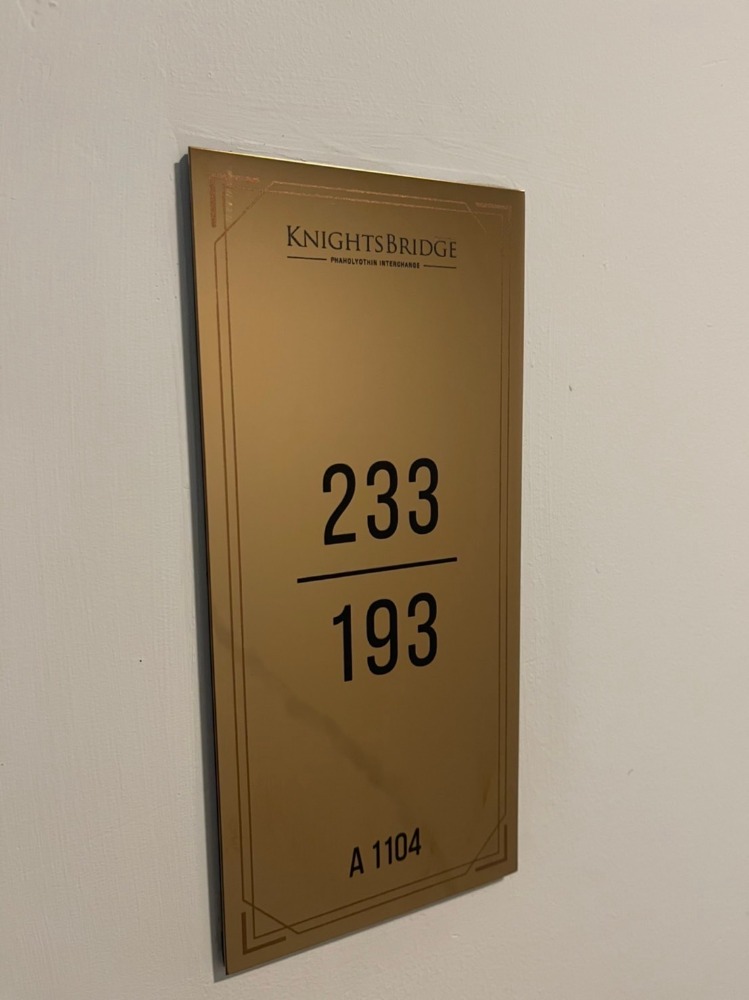 KNIGHTSBRIDGE
PHAHOLYOTHIN INTERCHANGE
233
193
A 1104